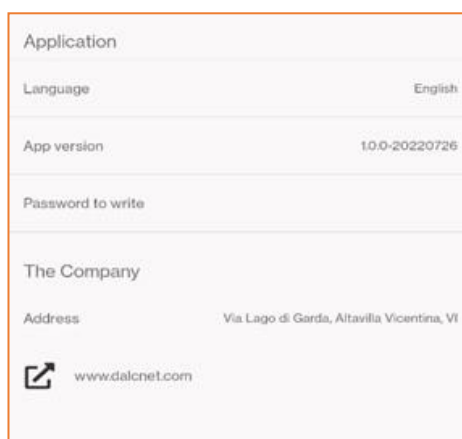 Application
Language English
App version 1.0.0-20220726
Password to write
The Company
Address Via Lago di Garda, Altavilla Vicentina, VI
www.dalcnet.com